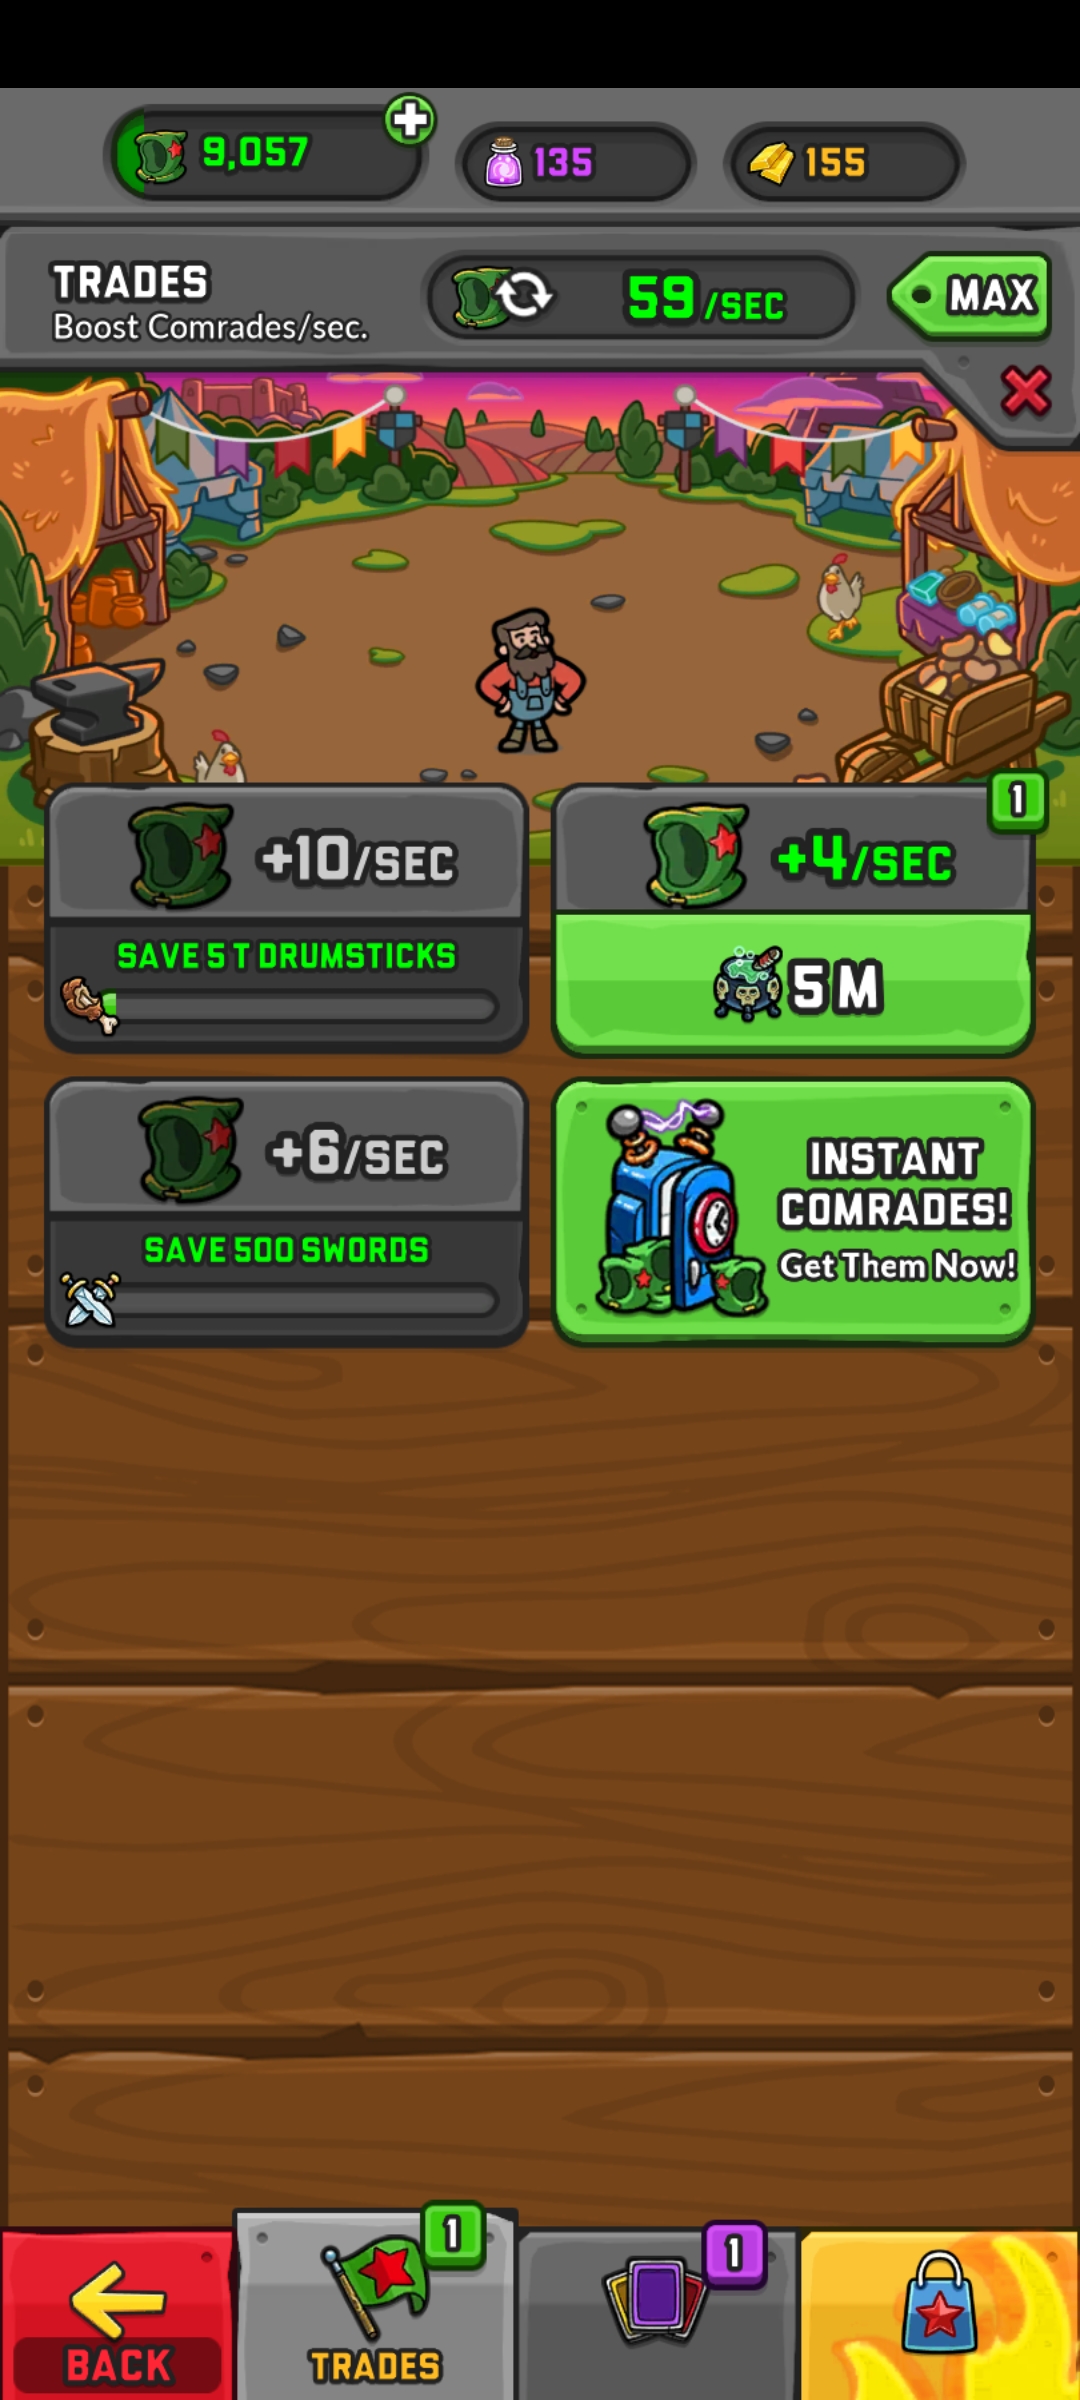 9,057
135
155
TRADES
Boost Comrades/sec.
59/SEC
MAX
1
+10/SEC
+4/SEC
SAVE 5 T DRUMSTICKS
5 M
+6/SEC
INSTANT
COMRADES!
Get Them Now!
SAVE 500 SWORDS
1
1
BACK
TRADES